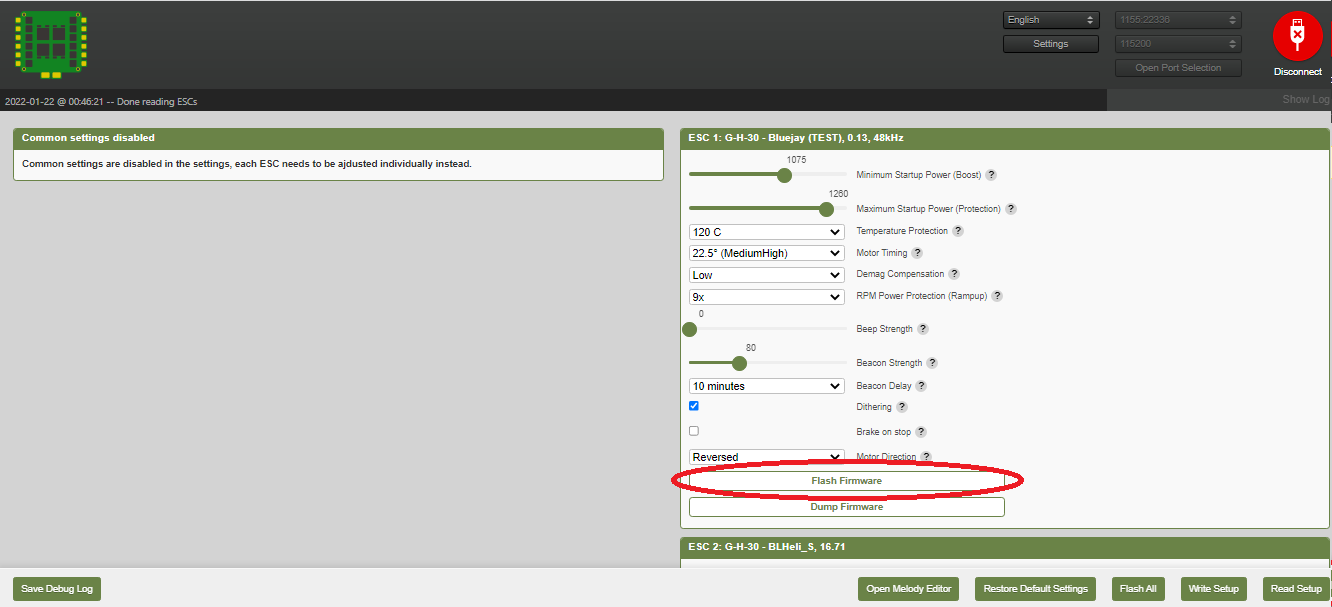 English
1155:22336
Settings
115200
Open Port Selection
Disconnect
2022-01-22 @ 00:46:21 -- Done reading ESCs
Show Log
Common settings disabled
Common settings are disabled in the settings, each ESC needs to be ajdusted individually instead.
ESC 1: G-H-30 - Bluejay (TEST), 0.13, 48kHz
1075
Minimum Startup Power (Boost) ?
1260
Maximum Startup Power (Protection) ?
120 C Temperature Protection ?
22.5° (MediumHigh) Motor Timing ?
Low Demag Compensation ?
9x RPM Power Protection (Rampup) ?
0
Beep Strength ?
80
Beacon Strength ?
10 minutes Beacon Delay ?
Dithering ?
Brake on stop ?
Reversed Motor Direction ?
Flash Firmware
Dump Firmware
ESC 2: G-H-30 - BLHeli_S, 16.71
Save Debug Log
Open Melody Editor
Restore Default Settings
Flash All
Write Setup
Read Setup